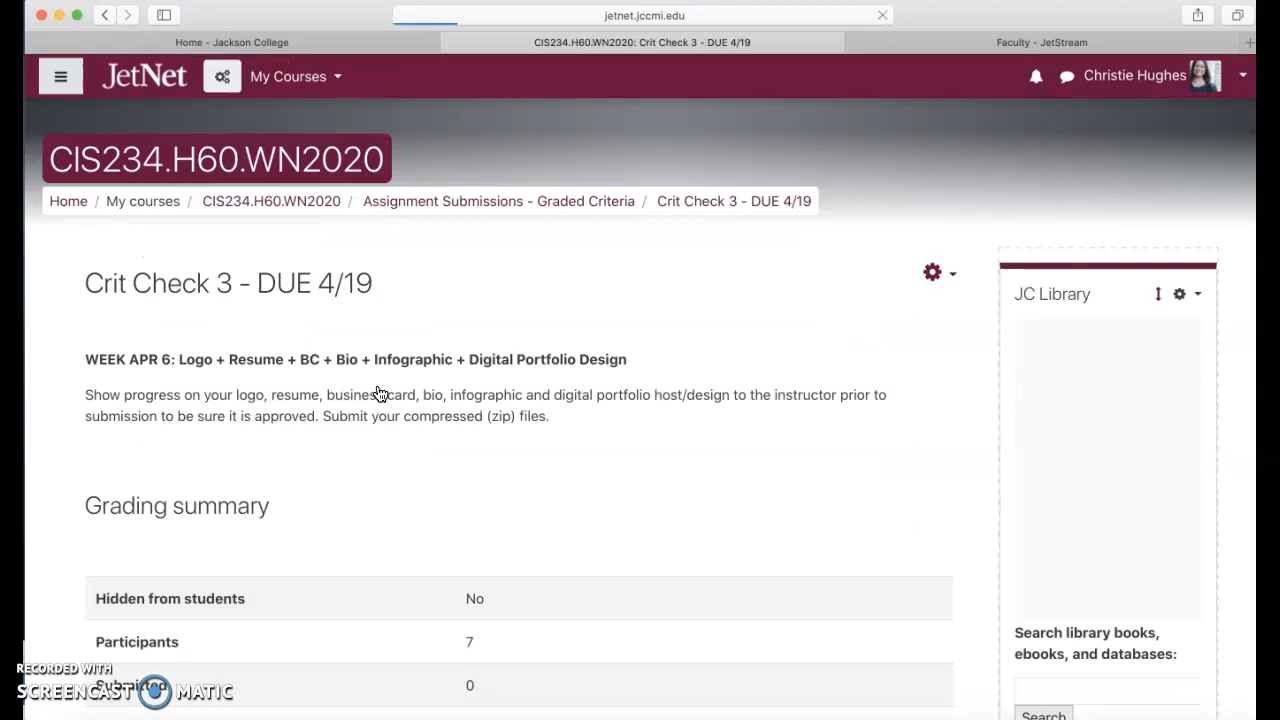 jetnet.jccmi.edu
Home - Jackson College
CIS234.H60.WN2020: Crit Check 3 - DUE 4/19
Faculty - JetStream
JetNet
My Courses
Christie Hughes
CIS234.H60.WN2020
Home / My courses / CIS234.H60.WN2020 / Assignment Submissions - Graded Criteria / Crit Check 3 - DUE 4/19
Crit Check 3 - DUE 4/19
WEEK APR 6: Logo + Resume + BC + Bio + Infographic + Digital Portfolio Design
Show progress on your logo, resume, business card, bio, infographic and digital portfolio host/design to the instructor prior to
submission to be sure it is approved. Submit your compressed (zip) files.
Grading summary
Hidden from students No
Participants 7
Submitted 0
JC Library
Search library books,
ebooks, and databases:
Search
RECORDED WITH
SCREENCAST MATIC